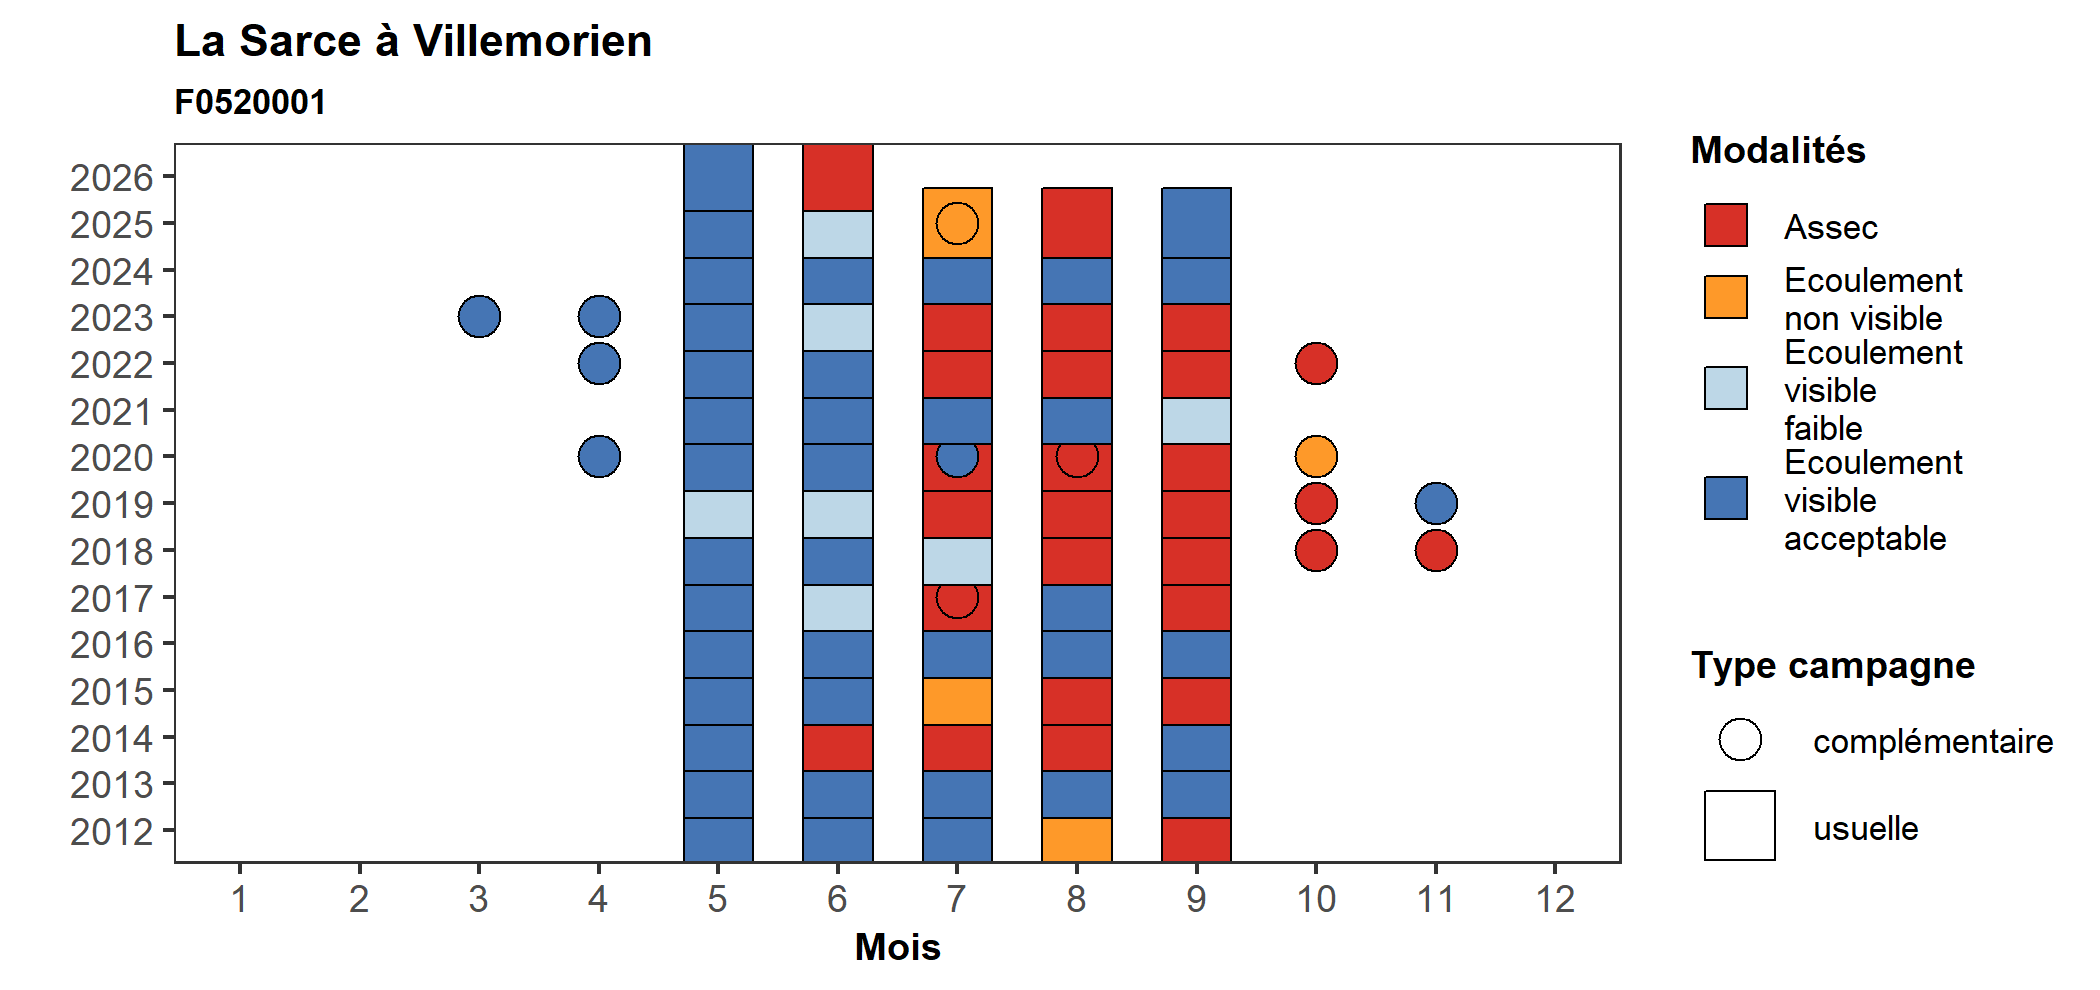 La Sarce à Villemorien
F0520001
2026
2025
2024
2023
2022
2021
2020
2019
2018
2017
2016
2015
2014
2013
2012
1 2 3 4 5 6 7 8 9 10 11 12
Mois
Modalités
Assec
Ecoulement
non visible
Ecoulement
visible
faible
Ecoulement
visible
acceptable
Type campagne
complémentaire
usuelle